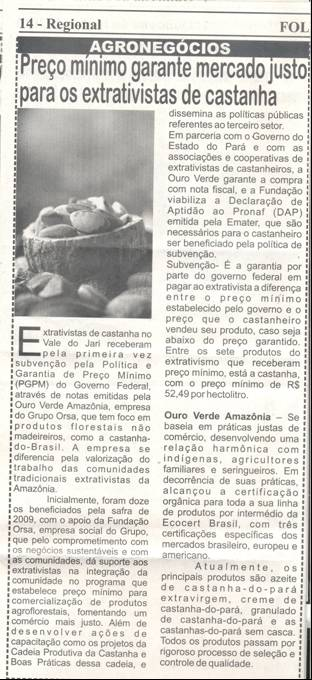 14 - Regional
FOL
AGRONEGÓCIOS
Preço mínimo garante mercado justo
para os extrativistas de castanha
Extrativistas de castanha no
Vale do Jari receberam
pela primeira vez
subvenção pela Política e
Garantia de Preço Mínimo
(PGPM) do Governo Federal,
através de notas emitidas pela
Ouro Verde Amazônia, empresa
do Grupo Orsa, que tem foco em
produtos florestais não
madeireiros, como a castanha-
do-Brasil. A empresa se
diferencia pela valorização do
trabalho das comunidades
tradicionais extrativistas da
Amazônia.
Inicialmente, foram doze
os beneficiados pela safra de
2009, com o apoio da Fundação
Orsa, empresa social do Grupo,
que pelo comprometimento com
os negócios sustentáveis e com
as comunidades, dá suporte aos
extrativistas na integração da
comunidade no programa que
estabelece preço mínimo para
comercialização de produtos
agroflorestais, fomentando um
comércio mais justo. Além de
desenvolver ações de
capacitação como os projetos da
Cadeia Produtiva da Castanha e
Boas Práticas dessa cadeia, e
dissemina as políticas públicas
referentes ao terceiro setor.
Em parceria com o Governo do
Estado do Pará e com as
associações e cooperativas de
extrativistas de castanheiros, a
Ouro Verde garante a compra
com nota fiscal, e a Fundação
viabiliza a Declaração de
Aptidão ao Pronaf (DAP)
emitida pela Emater, que são
necessários para o castanheiro
ser beneficiado pela política de
subvenção.
Subvenção- É a garantia por
parte do governo federal em
pagar ao extrativista a diferença
entre o preço mínimo
estabelecido pelo governo e o
preço que o castanheiro
vendeu seu produto, caso seja
abaixo do preço garantido.
Entre os sete produtos do
extrativismo que receberam
preço mínimo, está a castanha,
com o preço mínimo de R$
52,49 por hectolitro.
Ouro Verde Amazônia – Se
baseia em práticas justas de
comércio, desenvolvendo uma
relação harmônica com
indígenas, agricultores
familiares e seringueiros. Em
decorrência de suas práticas,
alcançou a certificação
orgânica para toda a sua linha
de produtos por intermédio da
Ecocert Brasil, com três
certificações específicas dos
mercados brasileiro, europeu e
americano.
Atualmente, os
principais produtos são azeite
de castanha-do-pará
extravirgem, creme de
castanha-do-pará, granulado
de castanha-do-pará e as
castanhas-do-pará sem casca.
Todos os produtos passam por
rigoroso processo de seleção e
controle de qualidade.